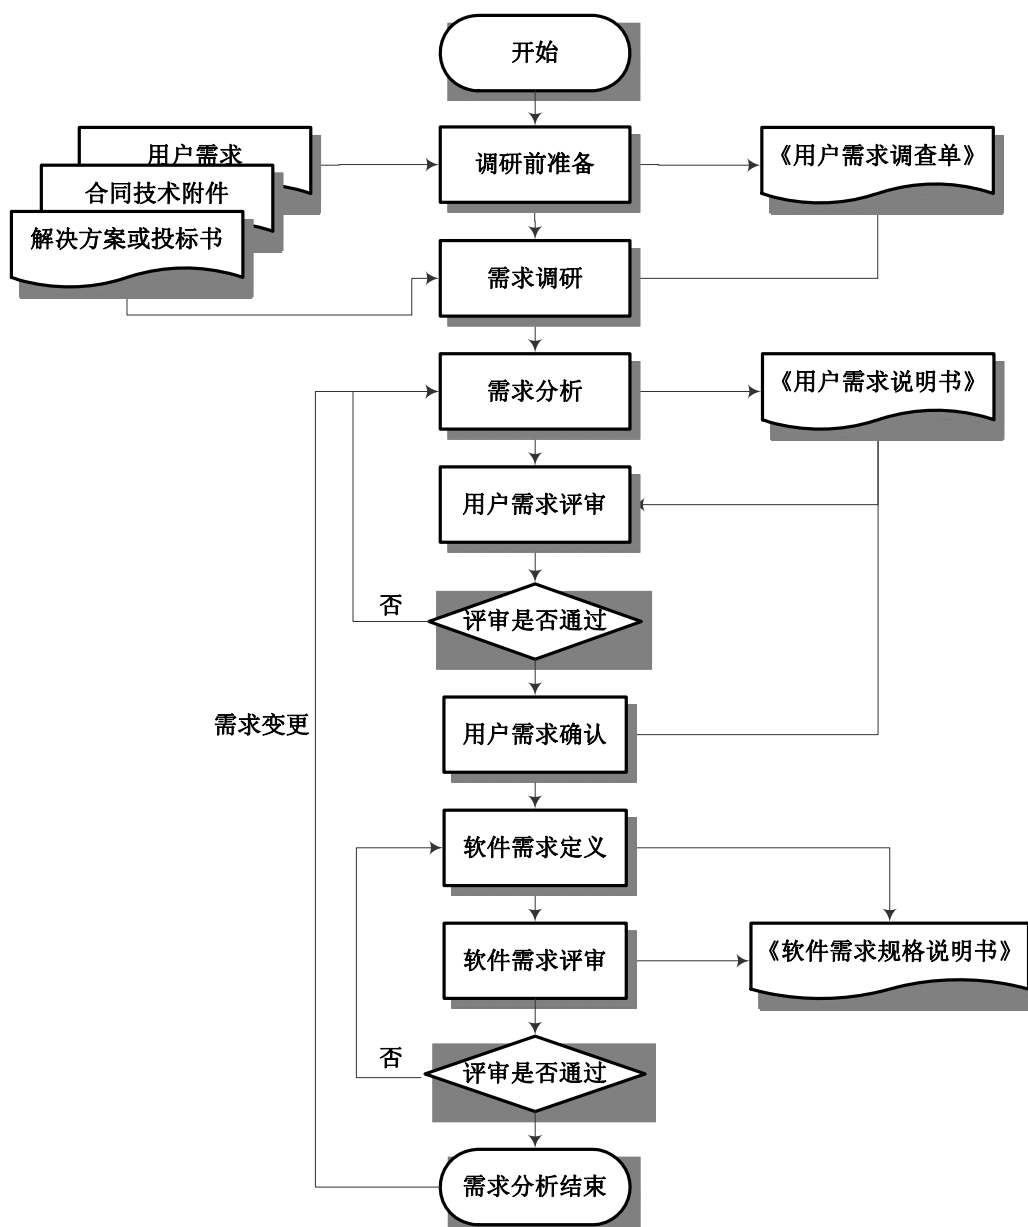 开始
用户需求
合同技术附件
解决方案或投标书
调研前准备
《用户需求调查单》
需求调研
需求分析
《用户需求说明书》
用户需求评审
否
评审是否通过
需求变更
用户需求确认
软件需求定义
软件需求评审
《软件需求规格说明书》
否
评审是否通过
需求分析结束